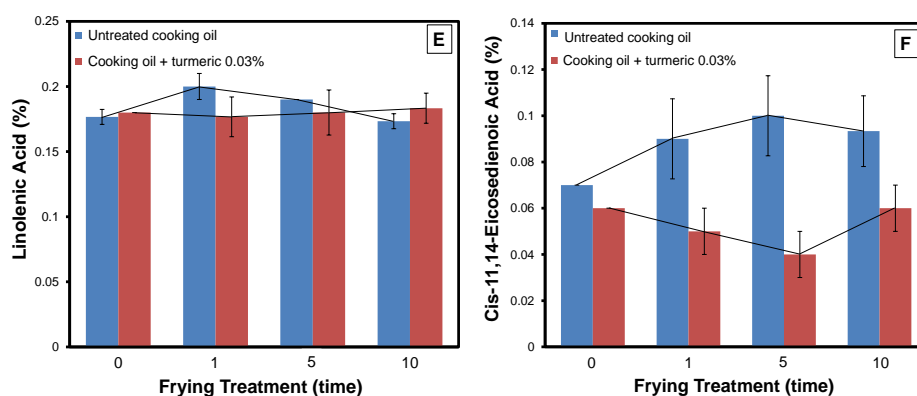 E
Untreated cooking oil
Cooking oil + turmeric 0.03%
Linolenic Acid (%)
0.25
0.2
0.15
0.1
0.05
0
0 1 5 10
Frying Treatment (time)
F
Untreated cooking oil
Cooking oil + turmeric 0.03%
Cis-11,14-Eicosedienoic Acid (%)
0.14
0.12
0.1
0.08
0.06
0.04
0.02
0
0 1 5 10
Frying Treatment (time)